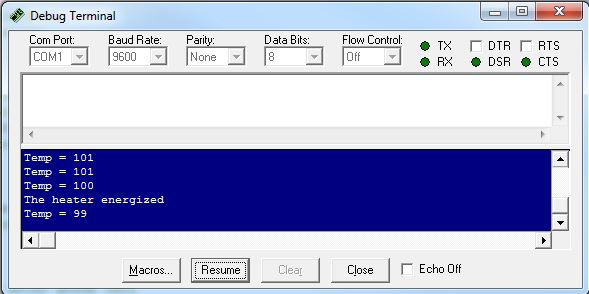 Debug Terminal
Com Port: Baud Rate: Parity: Data Bits: Flow Control:
COM1 9600 None 8 Off
TX DTR RTS
RX DSR CTS
Temp = 101
Temp = 101
Temp = 100
The heater energized
Temp = 99
Macros... Resume Clear Close Echo Off